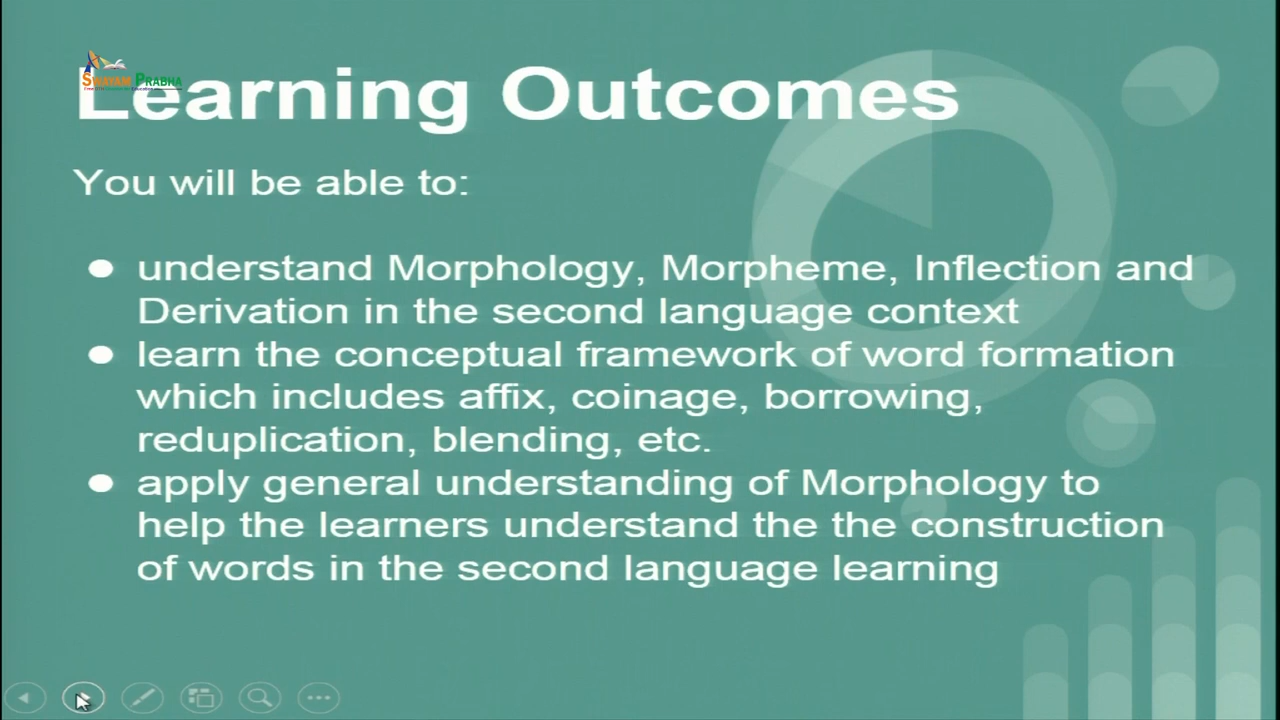 SWAYAM PRABHA
Learning Outcomes
You will be able to:
● understand Morphology, Morpheme, Inflection and
Derivation in the second language context
● learn the conceptual framework of word formation
which includes affix, coinage, borrowing,
reduplication, blending, etc.
● apply general understanding of Morphology to
help the learners understand the the construction
of words in the second language learning